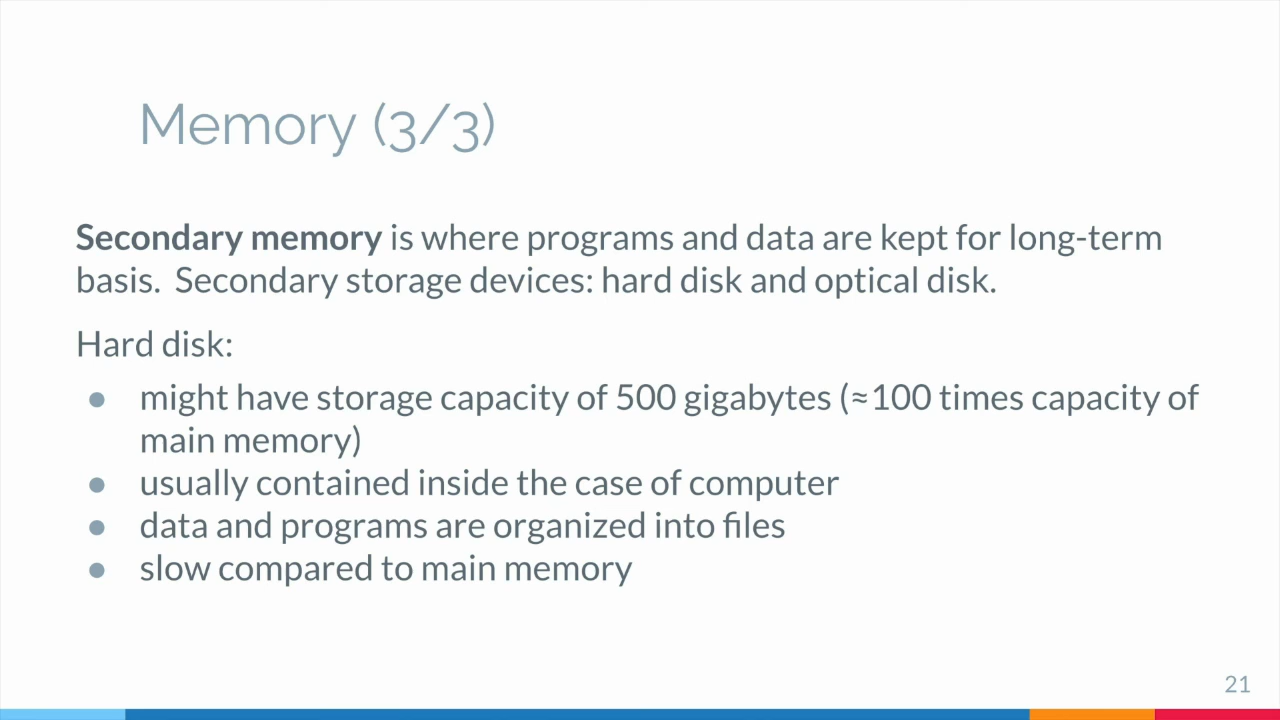 Memory (3/3)
Secondary memory is where programs and data are kept for long-term
basis.  Secondary storage devices: hard disk and optical disk.
Hard disk:
● might have storage capacity of 500 gigabytes (≈100 times capacity of
main memory)
● usually contained inside the case of computer
● data and programs are organized into files
● slow compared to main memory
21